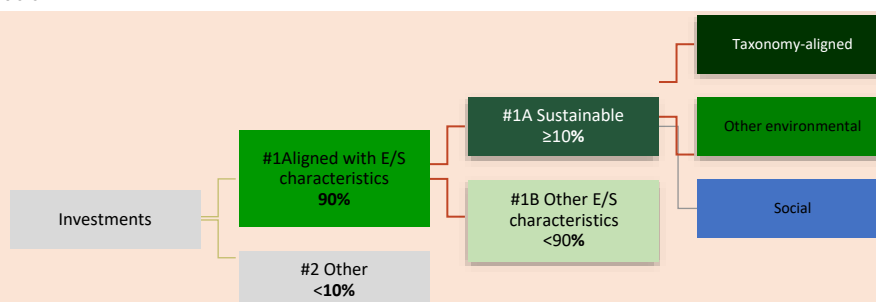 Taxonomy-aligned
#1A Sustainable
≥10%
Other environmental
#1Aligned with E/S
characteristics
90%
#1B Other E/S
characteristics
<90%
Social
Investments
#2 Other
<10%